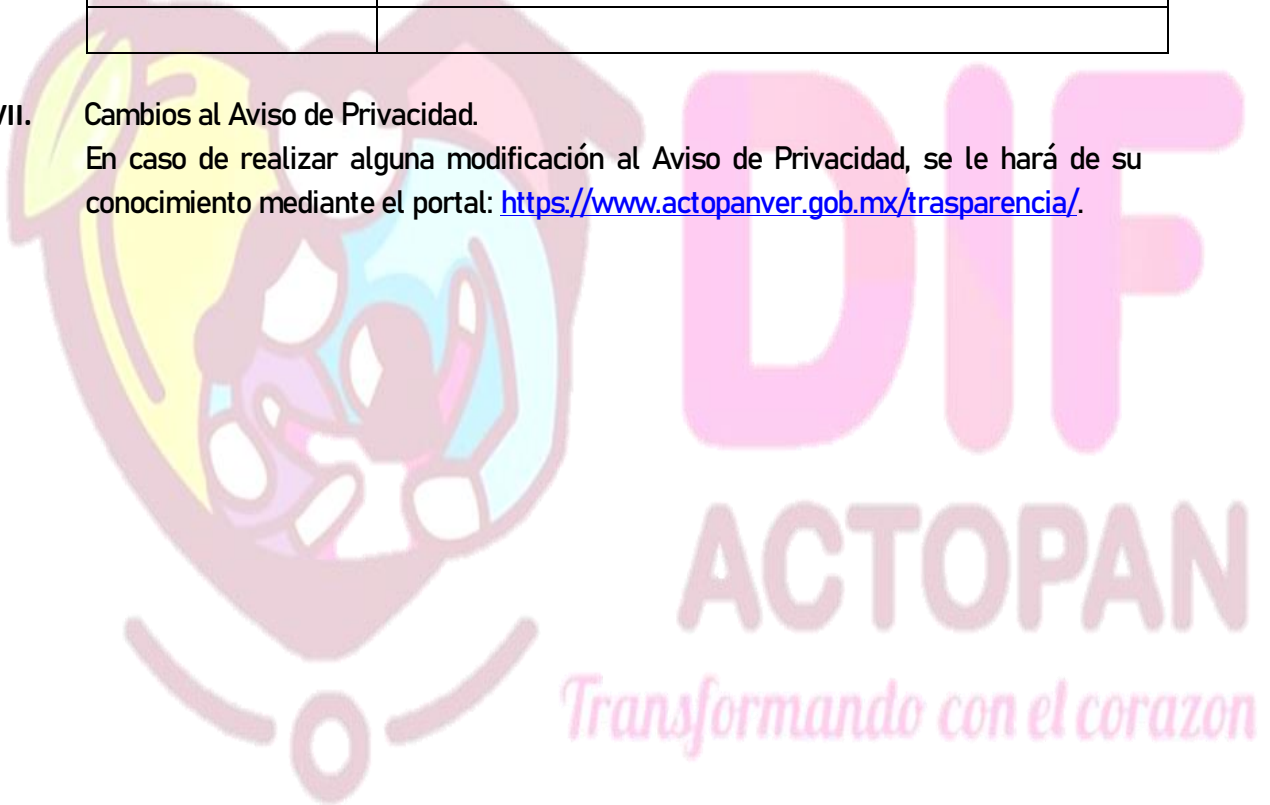 VII. Cambios al Aviso de Privacidad.
En caso de realizar alguna modificación al Aviso de Privacidad, se le hará de su
conocimiento mediante el portal: https://www.actopanver.gob.mx/trasparencia/.
DIF
ACTOPAN
Transformando con el corazon